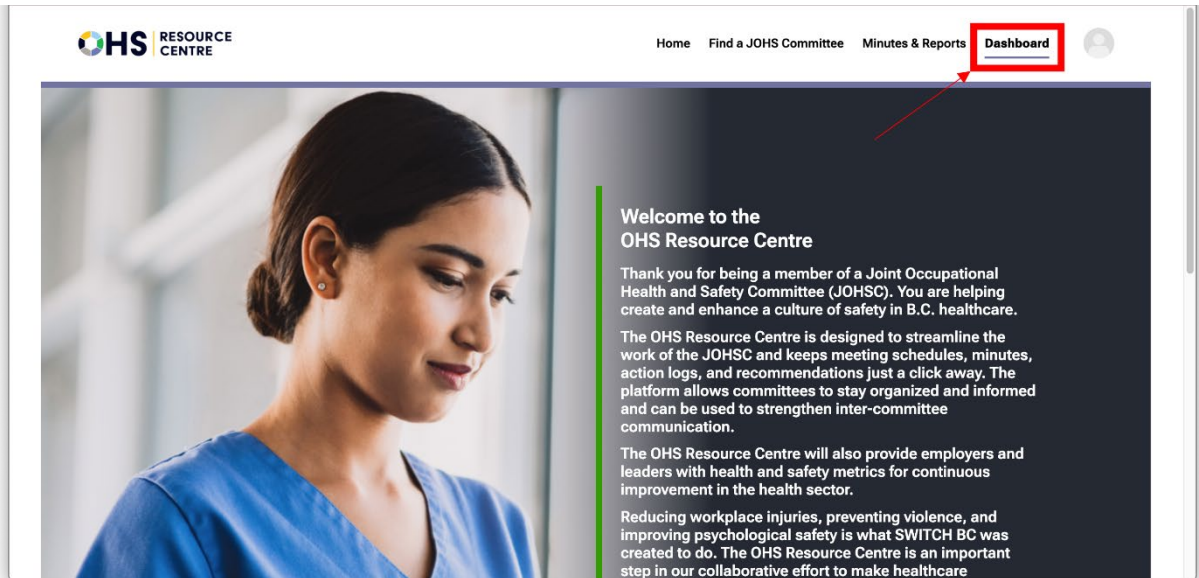 OHS RESOURCE CENTRE
Home Find a JOHS Committee Minutes & Reports Dashboard
Welcome to the
OHS Resource Centre
Thank you for being a member of a Joint Occupational
Health and Safety Committee (JOHSC). You are helping
create and enhance a culture of safety in B.C. healthcare.
The OHS Resource Centre is designed to streamline the
work of the JOHSC and keeps meeting schedules, minutes,
action logs, and recommendations just a click away. The
platform allows committees to stay organized and informed
and can be used to strengthen inter-committee
communication.
The OHS Resource Centre will also provide employers and
leaders with health and safety metrics for continuous
improvement in the health sector.
Reducing workplace injuries, preventing violence, and
improving psychological safety is what SWITCH BC was
created to do. The OHS Resource Centre is an important
step in our collaborative effort to make healthcare